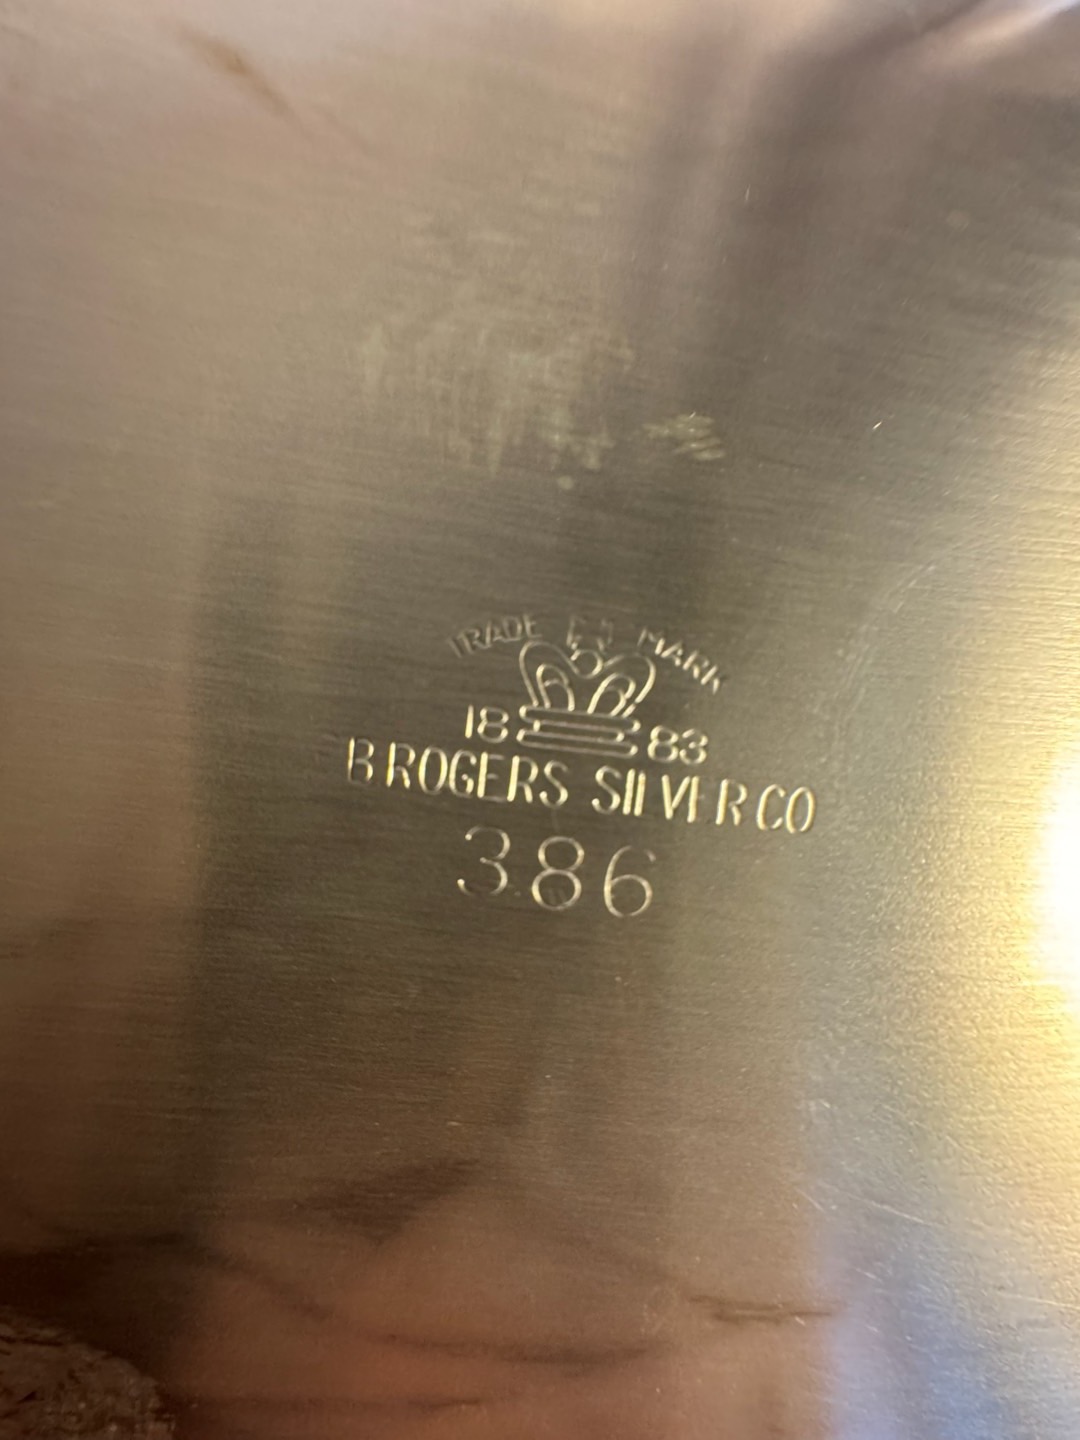 TRADE MARK
18 83
B ROGERS SILVER CO
386